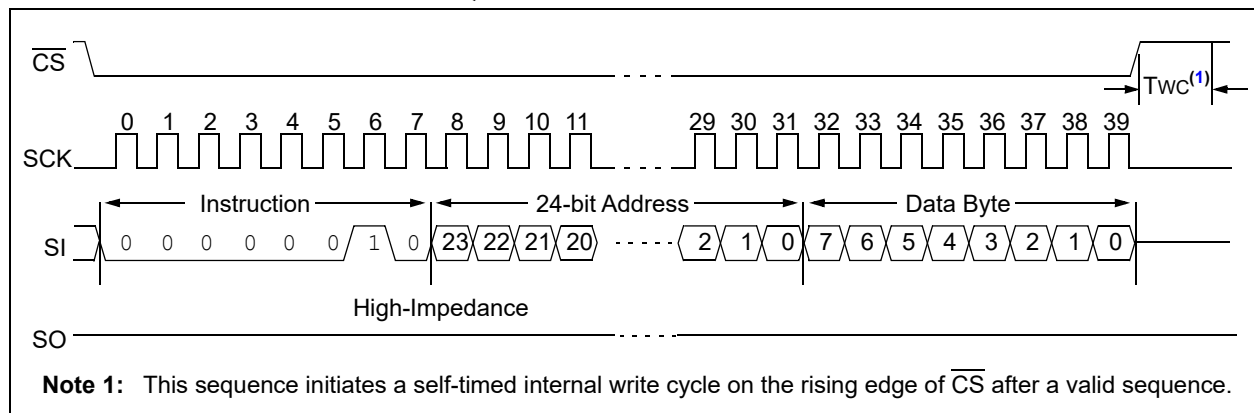 CS
TWC(1)
0 1 2 3 4 5 6 7 8 9 10 11 29 30 31 32 33 34 35 36 37 38 39
SCK
Instruction 24-bit Address Data Byte
SI 0 0 0 0 0 0 1 0 23 22 21 20 2 1 0 7 6 5 4 3 2 1 0
High-Impedance
SO
Note 1: This sequence initiates a self-timed internal write cycle on the rising edge of CS after a valid sequence.